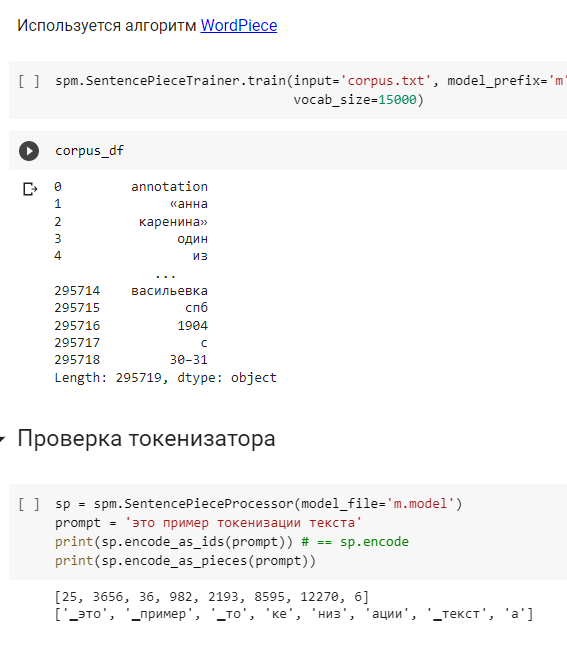 Используется алгоритм WordPiece
[ ] spm.SentencePieceTrainer.train(input='corpus.txt', model_prefix='m'
vocab_size=15000)
corpus_df
0 annotation
1 «анна
2 каренина»
3 один
4 из
...
295714 васильевка
295715 спб
295716 1904
295717 с
295718 30–31
Length: 295719, dtype: object
Проверка токенизатора
[ ] sp = spm.SentencePieceProcessor(model_file='m.model')
prompt = 'это пример токенизации текста'
print(sp.encode_as_ids(prompt)) # == sp.encode
print(sp.encode_as_pieces(prompt))
[25, 3656, 36, 982, 2193, 8595, 12270, 6]
['▁это', '▁пример', '▁то', 'ке', 'низ', 'ации', '▁текст', 'а']